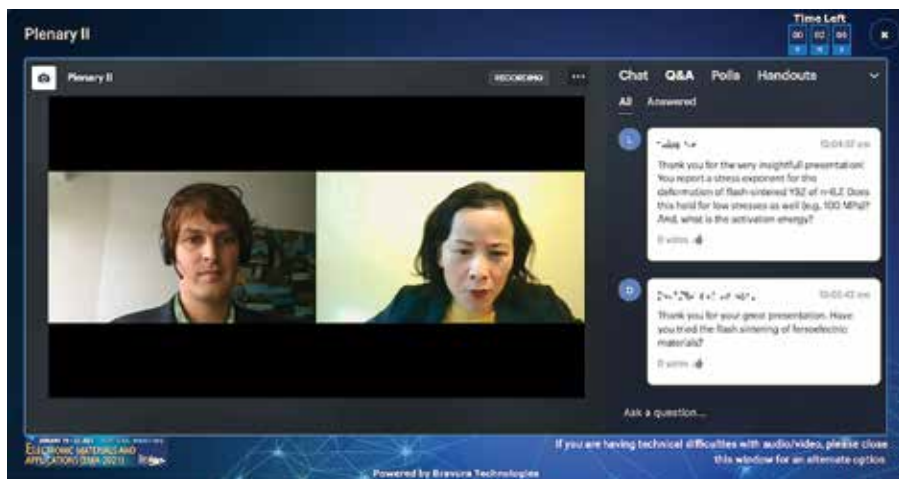 Plenary II
Time Left
00 02
Plenary II
RECORDING
Chat Q&A Polls Handouts
All Answered
L
Thank you for the very insightfull presentation!
You report a stress exponent for the
deformation of flash-sintered YSZ of Does
this hold for low stresses as well (e.g. 100 MPa)?
And, what is the activation energy?
0 votes
D
Thank you for your great presentation. Have
you tried the flash sintering of ferroelectric
materials?
0 votes
Ask a question...
ELECTRONIC MATERIALS AND
APPLICATIONS (EMA 2021)
If you are having technical difficulties with audio/video, please close
this window for an alternate option.
Powered by Bravura Technologies